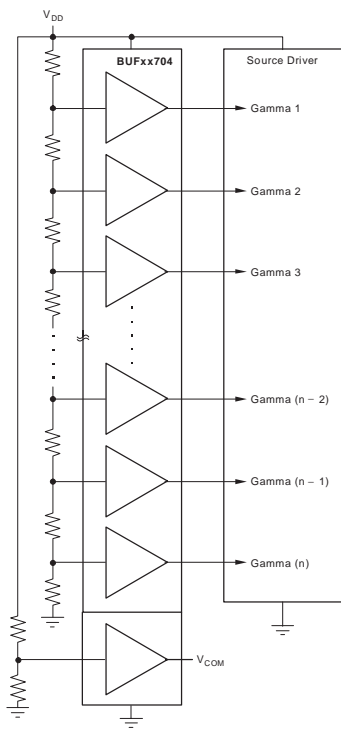 VDD
BUFxx704
Source Driver
Gamma 1
Gamma 2
Gamma 3
Gamma (n − 2)
Gamma (n − 1)
Gamma (n)
VCOM